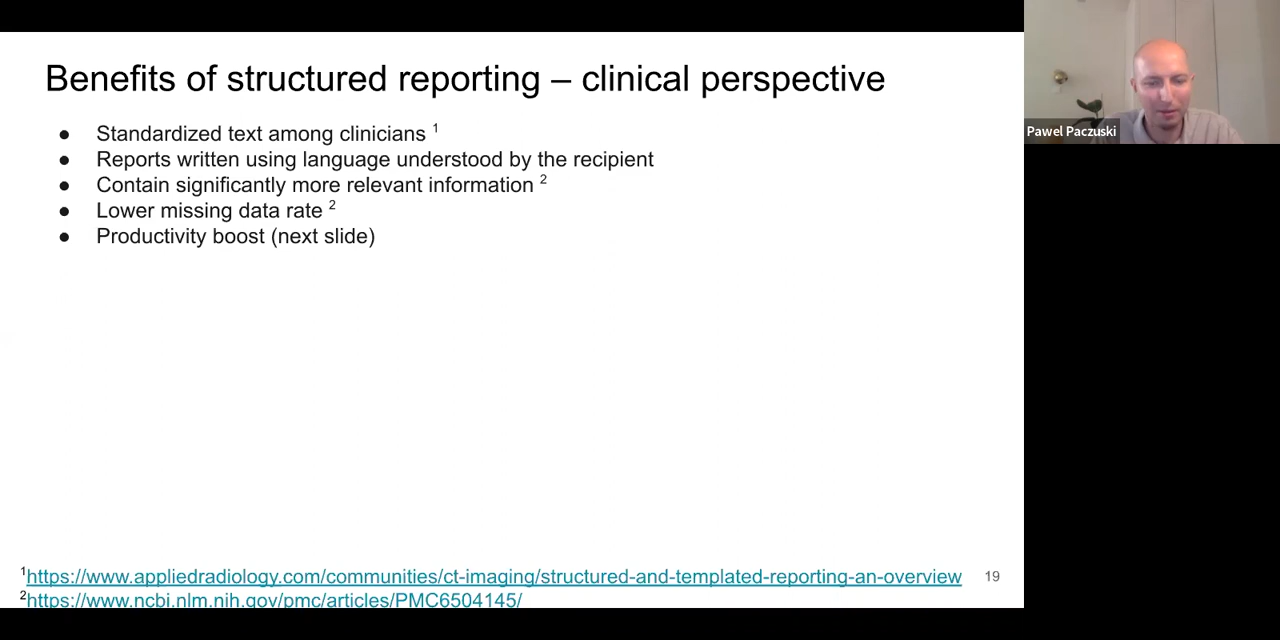 Benefits of structured reporting – clinical perspective
● Standardized text among clinicians 1
● Reports written using language understood by the recipient
● Contain significantly more relevant information 2
● Lower missing data rate 2
● Productivity boost (next slide)
1https://www.appliedradiology.com/communities/ct-imaging/structured-and-templated-reporting-an-overview
19
2https://www.ncbi.nlm.nih.gov/pmc/articles/PMC6504145/
Pawel Paczuski